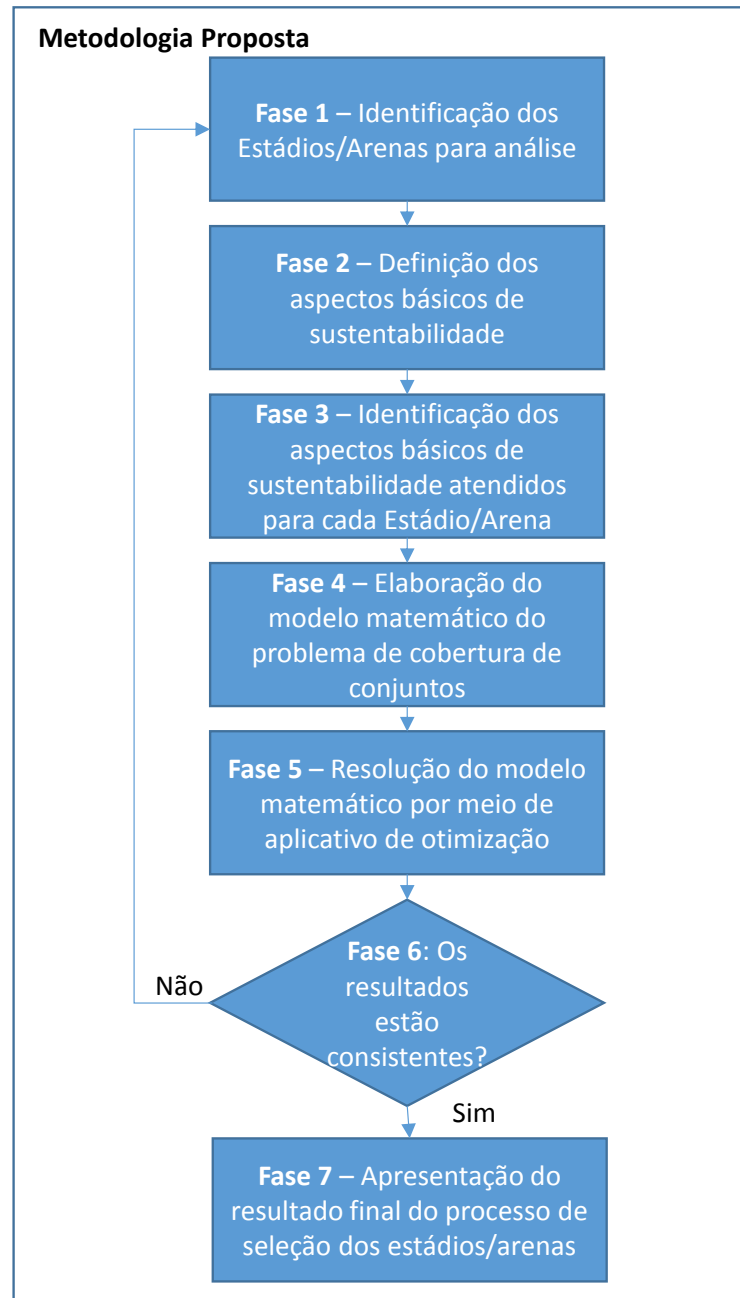 Metodologia Proposta
Fase 1 – Identificação dos
Estádios/Arenas para análise
Fase 2 – Definição dos
aspectos básicos de
sustentabilidade
Fase 3 – Identificação dos
aspectos básicos de
sustentabilidade atendidos
para cada Estádio/Arena
Fase 4 – Elaboração do
modelo matemático do
problema de cobertura de
conjuntos
Fase 5 – Resolução do modelo
matemático por meio de
aplicativo de otimização
Fase 6: Os
resultados
estão
consistentes?
Não
Sim
Fase 7 – Apresentação do
resultado final do processo de
seleção dos estádios/arenas